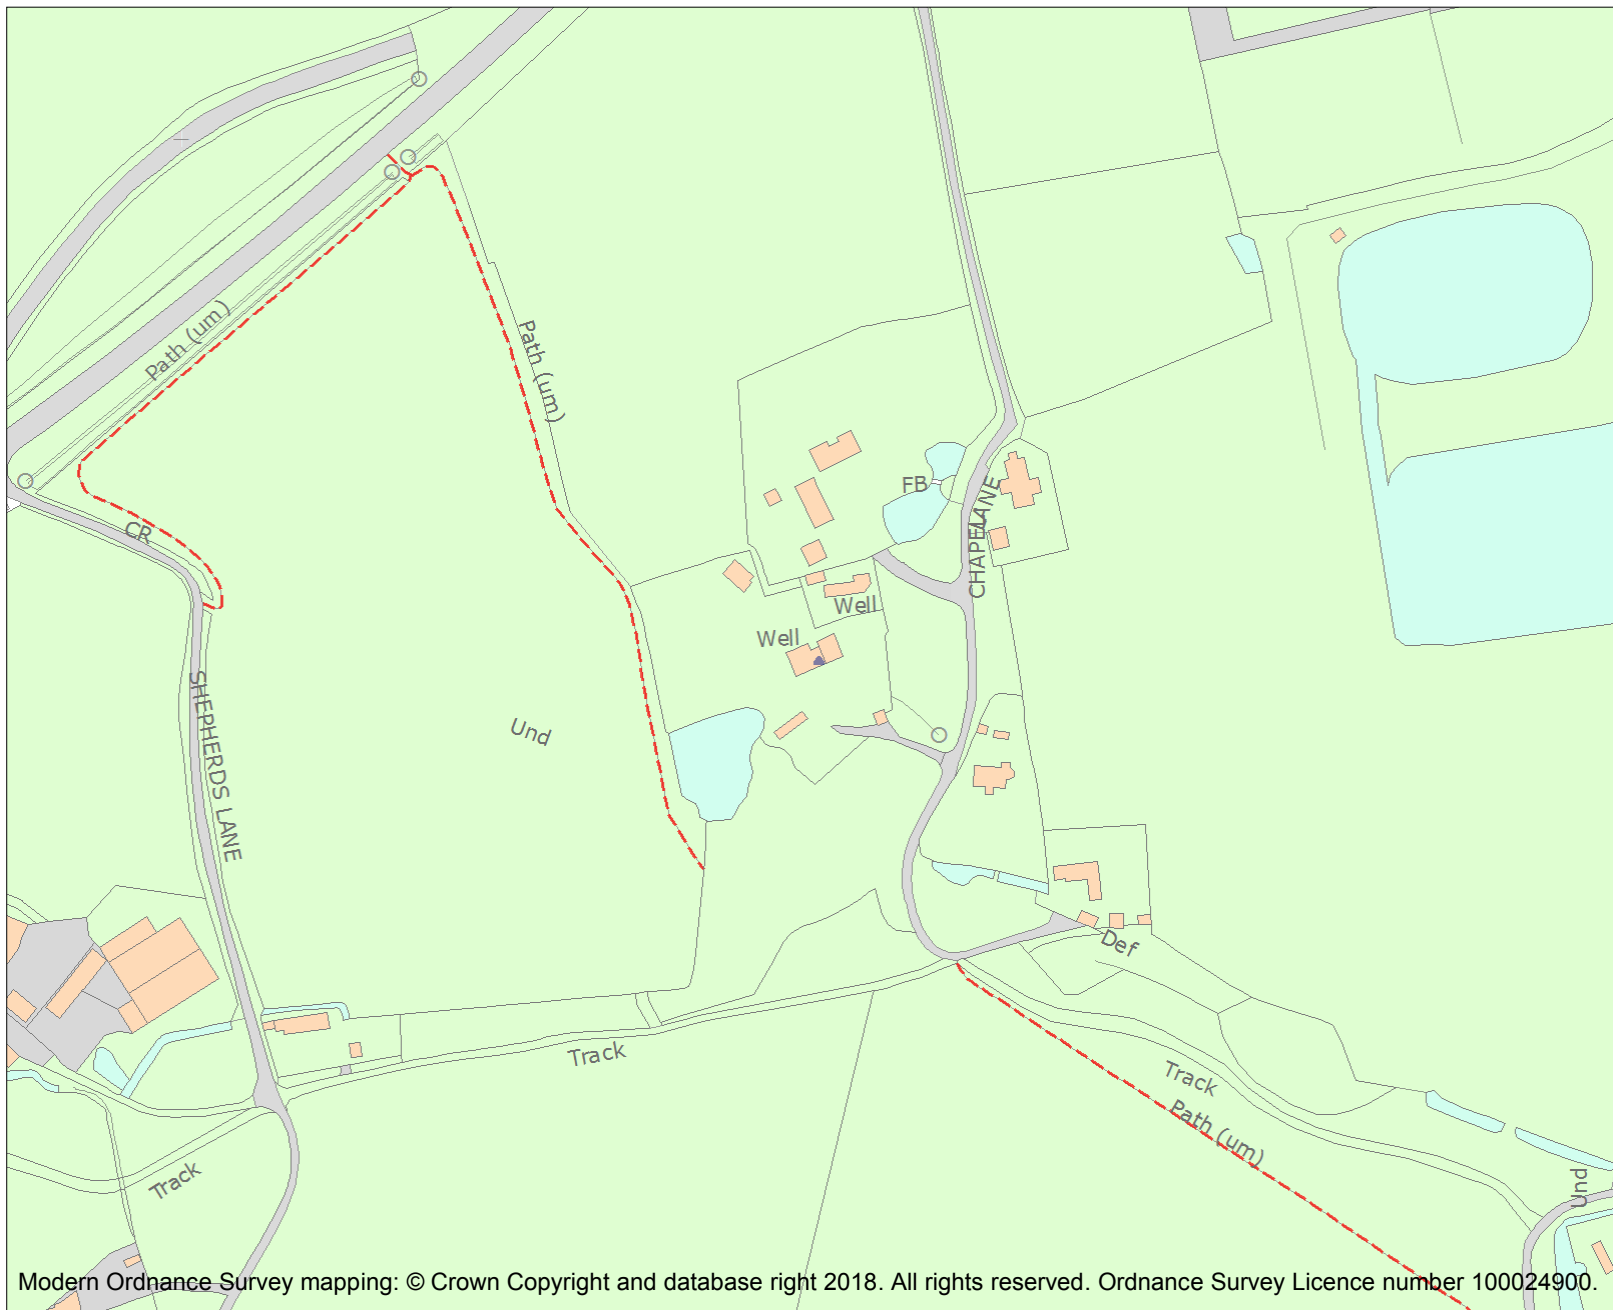 Path (um)
Path (um)
FB
CHAPEL LANE
CR
Well
Well
SHEPHERDS LANE
Und
Def
Track
Track
Path (um)
Track
Und
Modern Ordnance Survey mapping: © Crown Copyright and database right 2018. All rights reserved. Ordnance Survey Licence number 100024900.